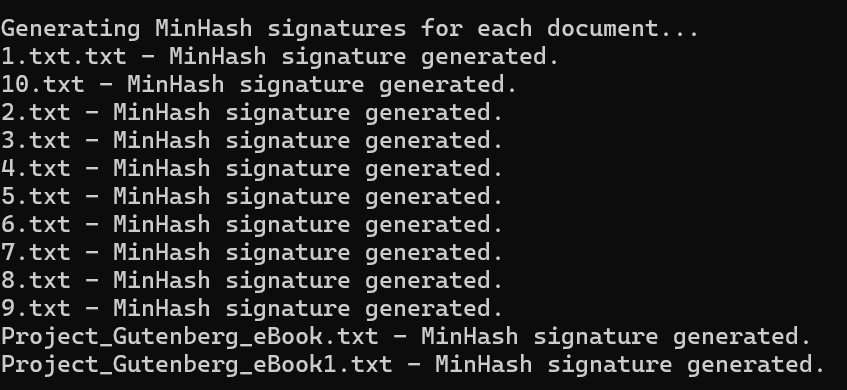 Generating MinHash signatures for each document...
1.txt.txt - MinHash signature generated.
10.txt - MinHash signature generated.
2.txt - MinHash signature generated.
3.txt - MinHash signature generated.
4.txt - MinHash signature generated.
5.txt - MinHash signature generated.
6.txt - MinHash signature generated.
7.txt - MinHash signature generated.
8.txt - MinHash signature generated.
9.txt - MinHash signature generated.
Project_Gutenberg_eBook.txt - MinHash signature generated.
Project_Gutenberg_eBook1.txt - MinHash signature generated.